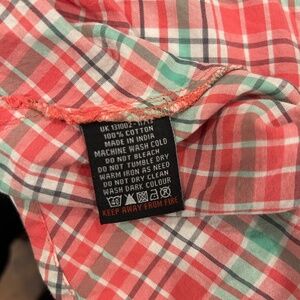 100% COTTON
MADE IN INDIA
MACHINE WASH COLD
DO NOT BLEACH
DO NOT TUMBLE DRY
WARM IRON AS NEED
DO NOT DRY CLEAN
WASH DARK COLOUR
KEEP AWAY FROM FIRE